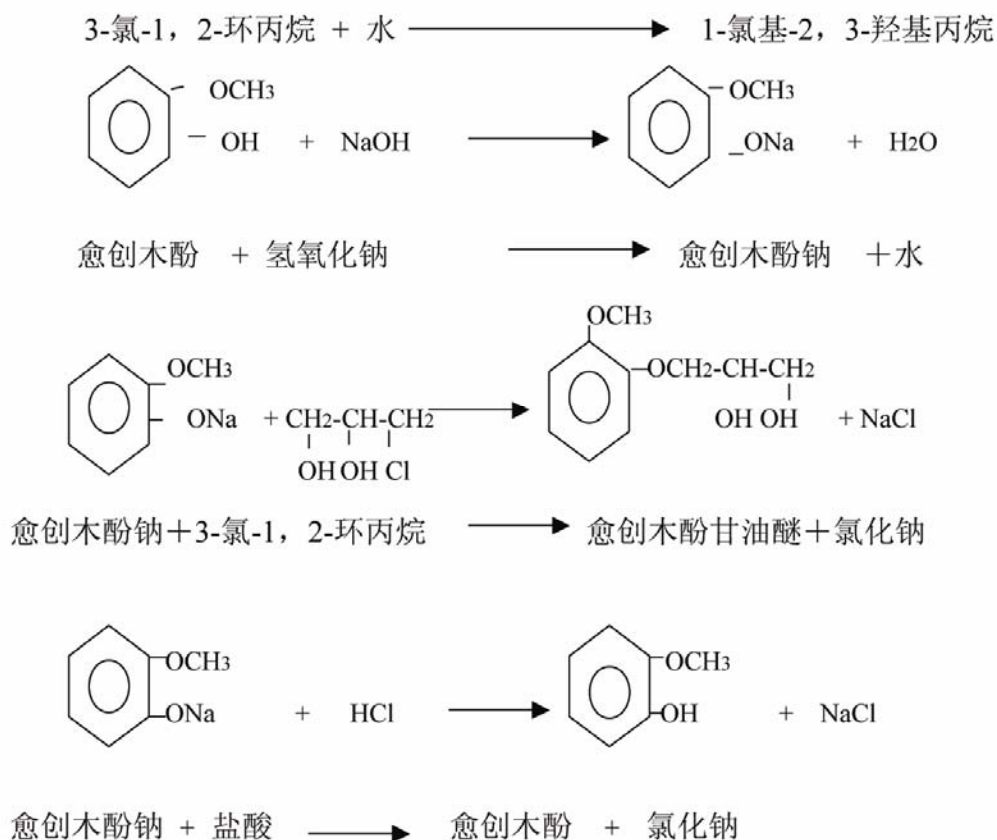 3-氯-1，2-环丙烷 + 水 → 1-氯基-2，3-羟基丙烷
OCH3 OCH3
OH + NaOH → ONa + H2O
愈创木酚 + 氢氧化钠 → 愈创木酚钠 ＋水
OCH3
OCH3 OCH2-CH-CH2
ONa + CH2-CH-CH2 → OH OH + NaCl
OH OH Cl
愈创木酚钠＋3-氯-1，2-环丙烷 → 愈创木酚甘油醚＋氯化钠
OCH3 OCH3
ONa + HCl → OH + NaCl
愈创木酚钠 + 盐酸 → 愈创木酚 + 氯化钠